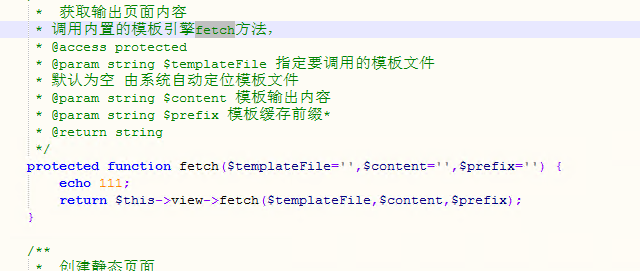 *  获取输出页面内容
* 调用内置的模板引擎fetch方法，
* @access protected
* @param string $templateFile 指定要调用的模板文件
* 默认为空 由系统自动定位模板文件
* @param string $content 模板输出内容
* @param string $prefix 模板缓存前缀*
* @return string
*/
protected function fetch($templateFile='',$content='',$prefix='') {
echo 111;
return $this->view->fetch($templateFile,$content,$prefix);
}
/**
*  创建静态页面